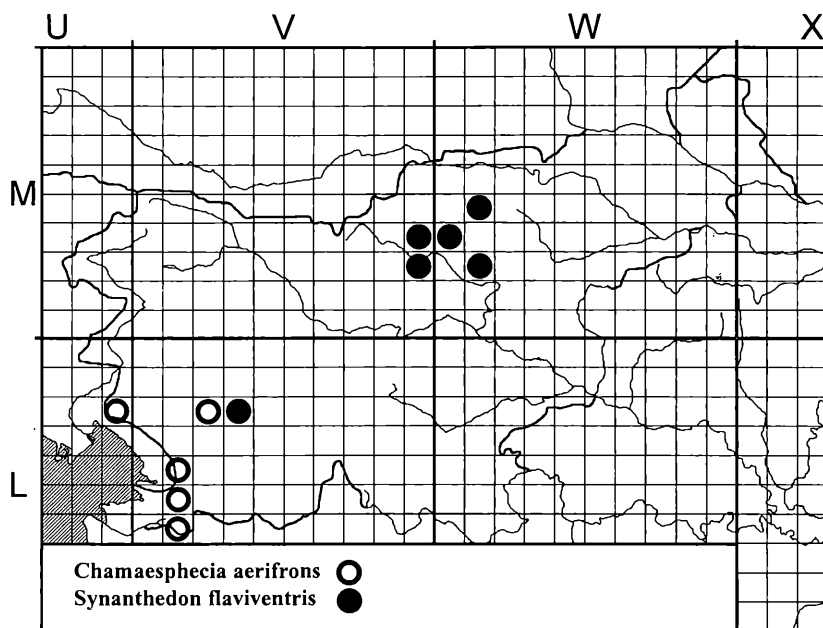 U V W X
M
L
Chamaesphecia aerifrons
Synanthedon flaviventris